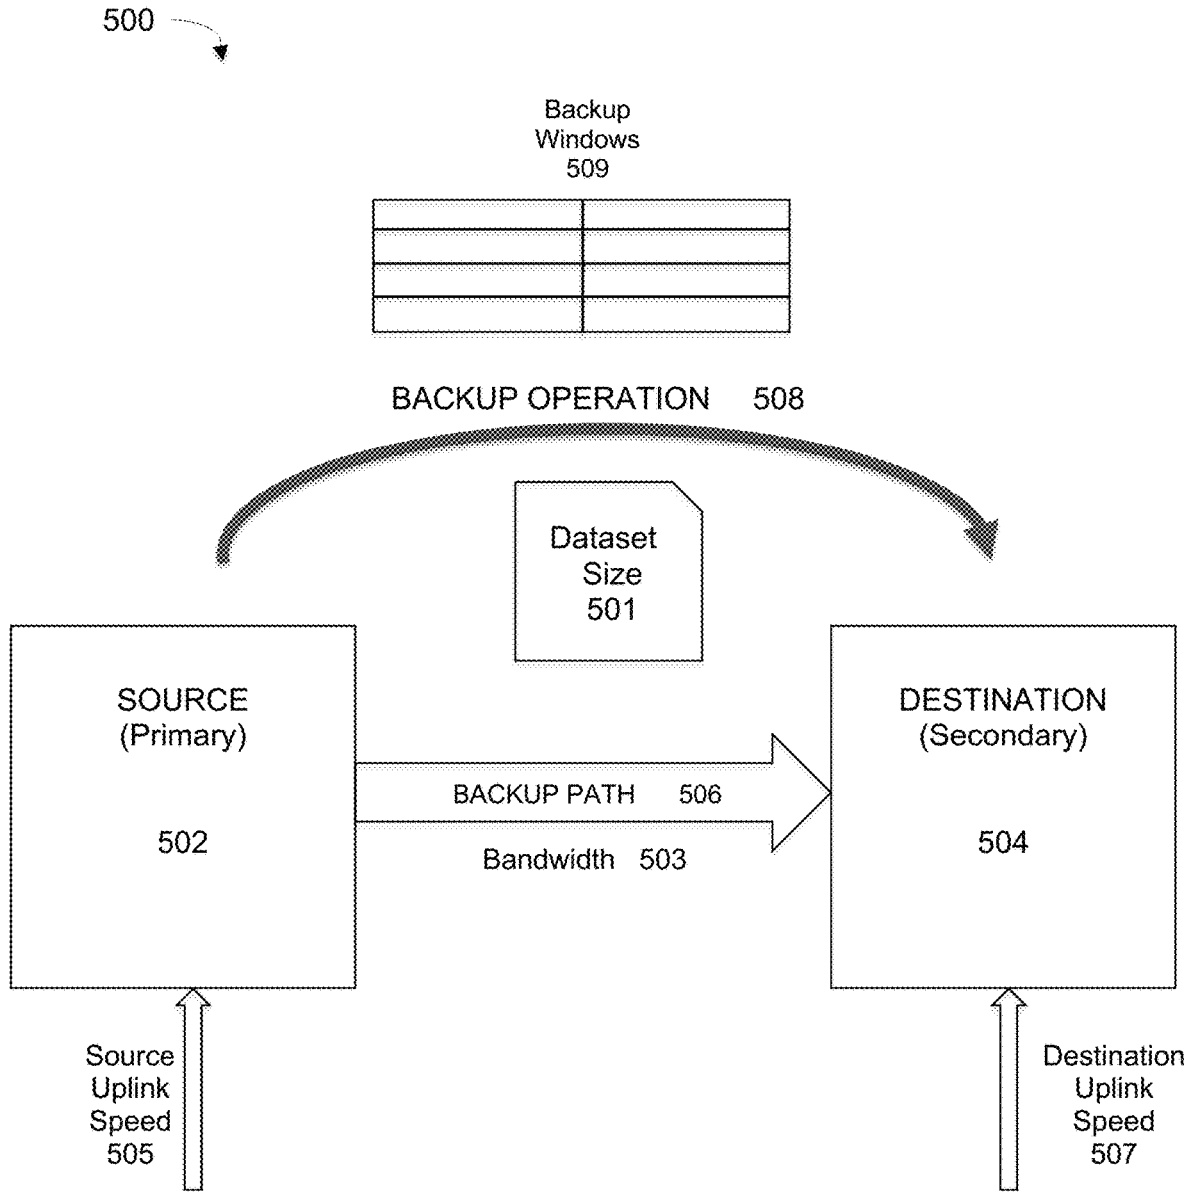 500
Backup
Windows
509
BACKUP OPERATION 508
Dataset
Size
501
SOURCE
(Primary)
502
DESTINATION
(Secondary)
504
BACKUP PATH 506
Bandwidth 503
Source
Uplink
Speed
505
Destination
Uplink
Speed
507